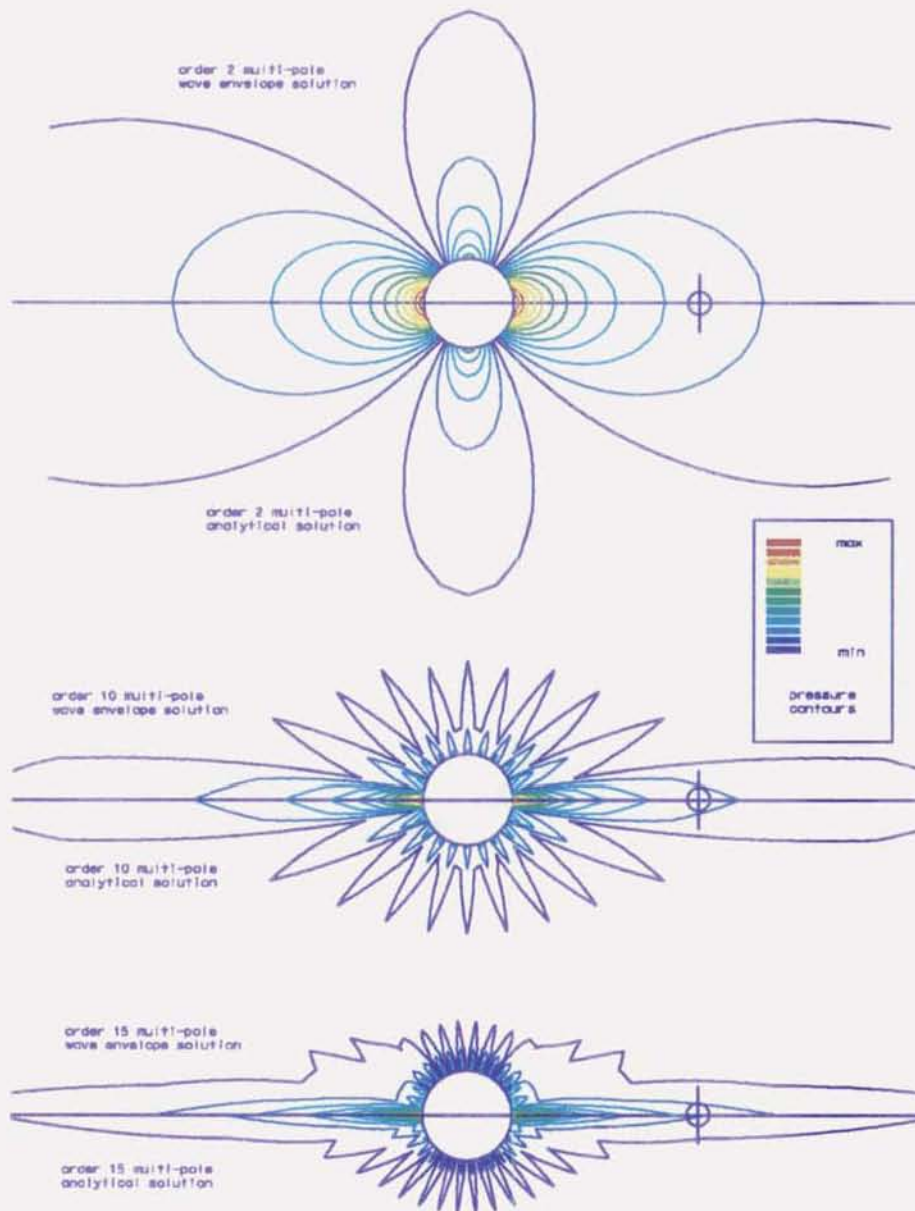 order 2 multi-pole
wave envelope solution
order 2 multi-pole
analytical solution
max
min
pressure
contours
order 10 multi-pole
wave envelope solution
order 10 multi-pole
analytical solution
order 15 multi-pole
wave envelope solution
order 15 multi-pole
analytical solution